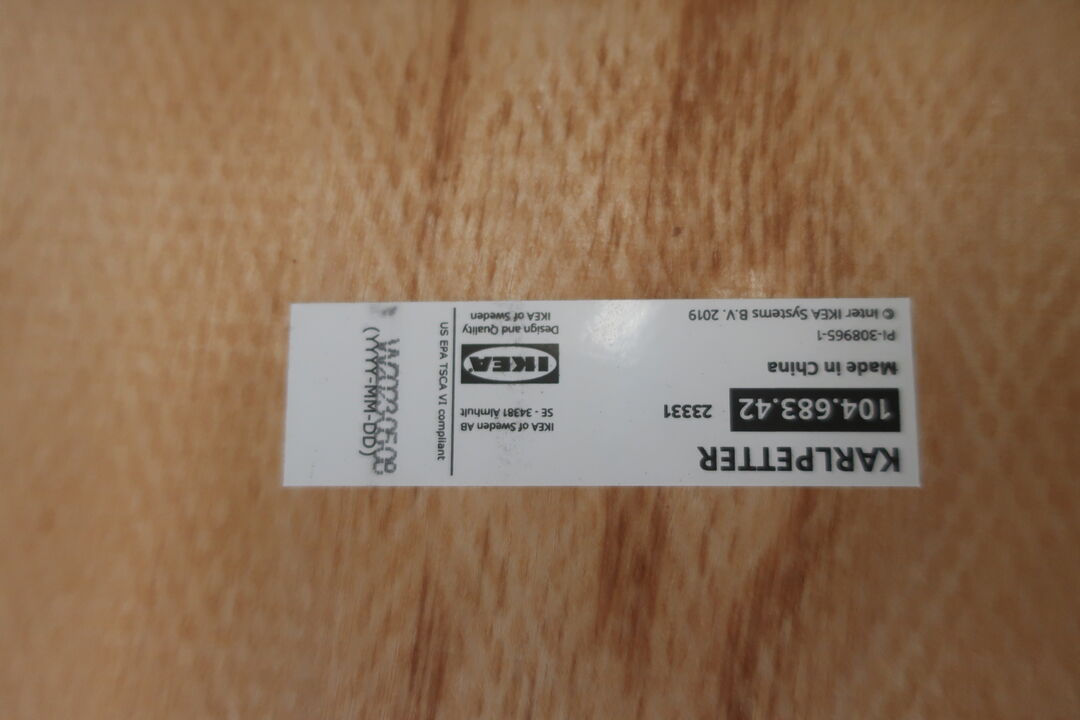 KARLPETTER
104.683.42 23331
Made in China
PI-308965-1
© Inter IKEA Systems B.V. 2019
IKEA of Sweden AB
SE - 34381 Älmhult
IKEA
Design and Quality
IKEA of Sweden
US EPA TSCA VI compliant
(YYYY-MM-DD)